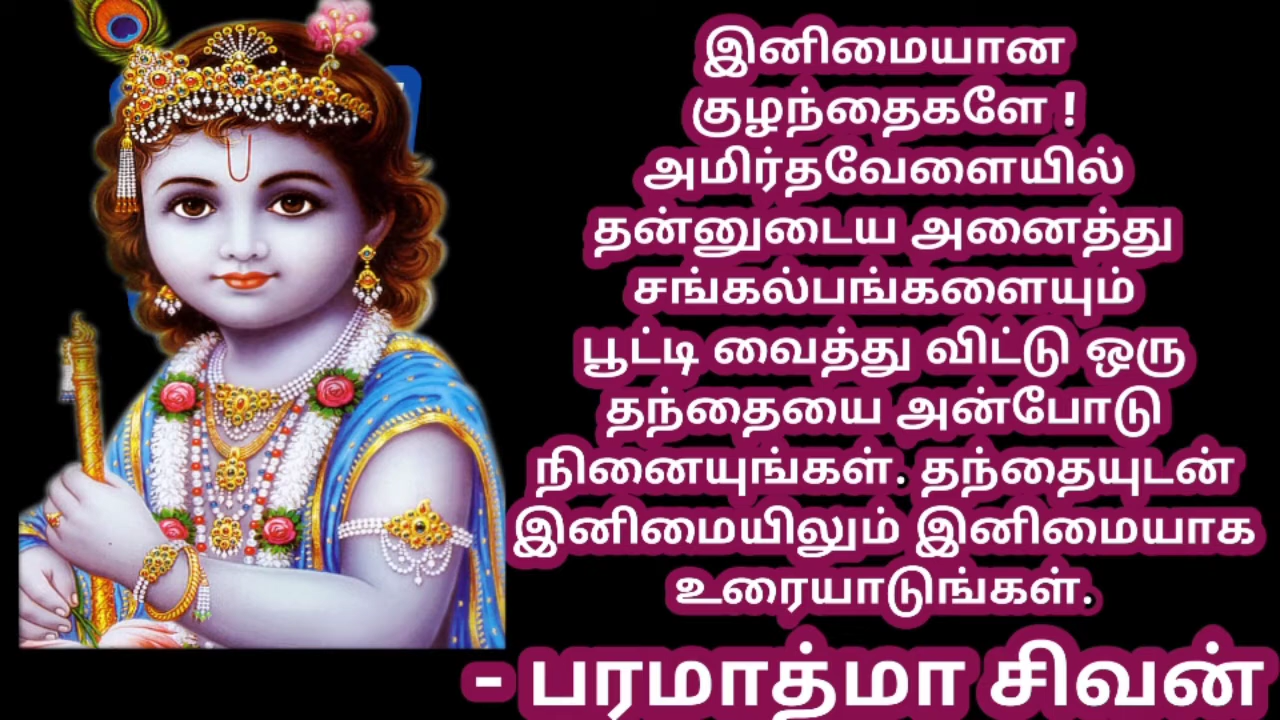 இனிமையான
குழந்தைகளே !
அமிர்தவேளையில்
தன்னுடைய அனைத்து
சங்கல்பங்களையும்
பூட்டி வைத்து விட்டு ஒரு
தந்தையை அன்போடு
நினையுங்கள். தந்தையுடன்
இனிமையிலும் இனிமையாக
உரையாடுங்கள்.
- பரமாத்மா சிவன்